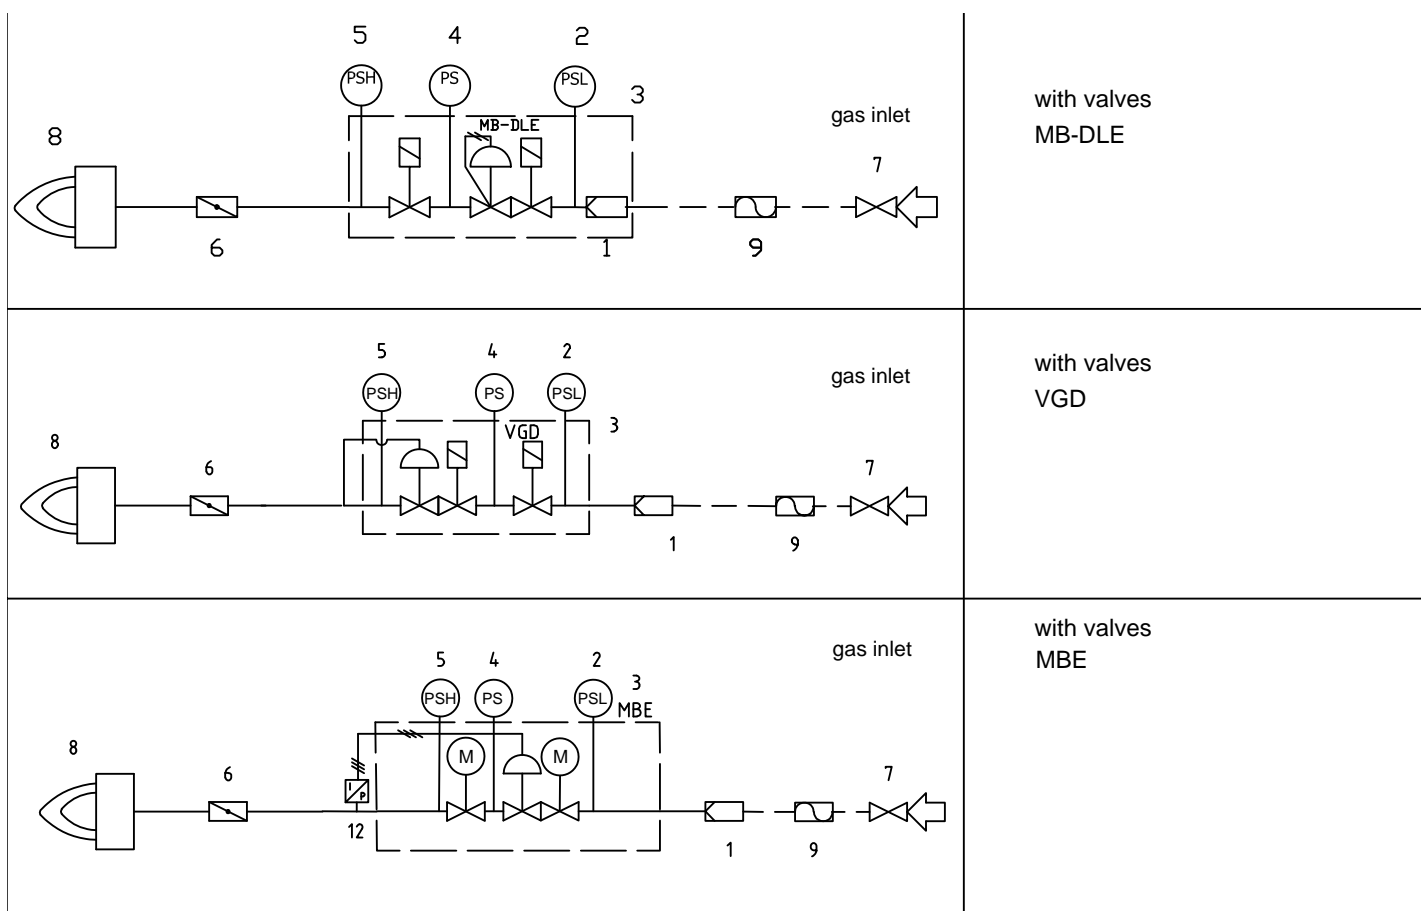 5 4 2
PSH PS PSL
3
gas inlet
with valves
MB-DLE
MB-DLE
8
7
6
1
9
5 4 2
PSH PS PSL
gas inlet
with valves
VGD
VGD
3
8
6
7
1
9
gas inlet
with valves
MBE
5 4 2
3
PSH PS PSL
MBE
8
M M
6
7
I
P
12
1
9